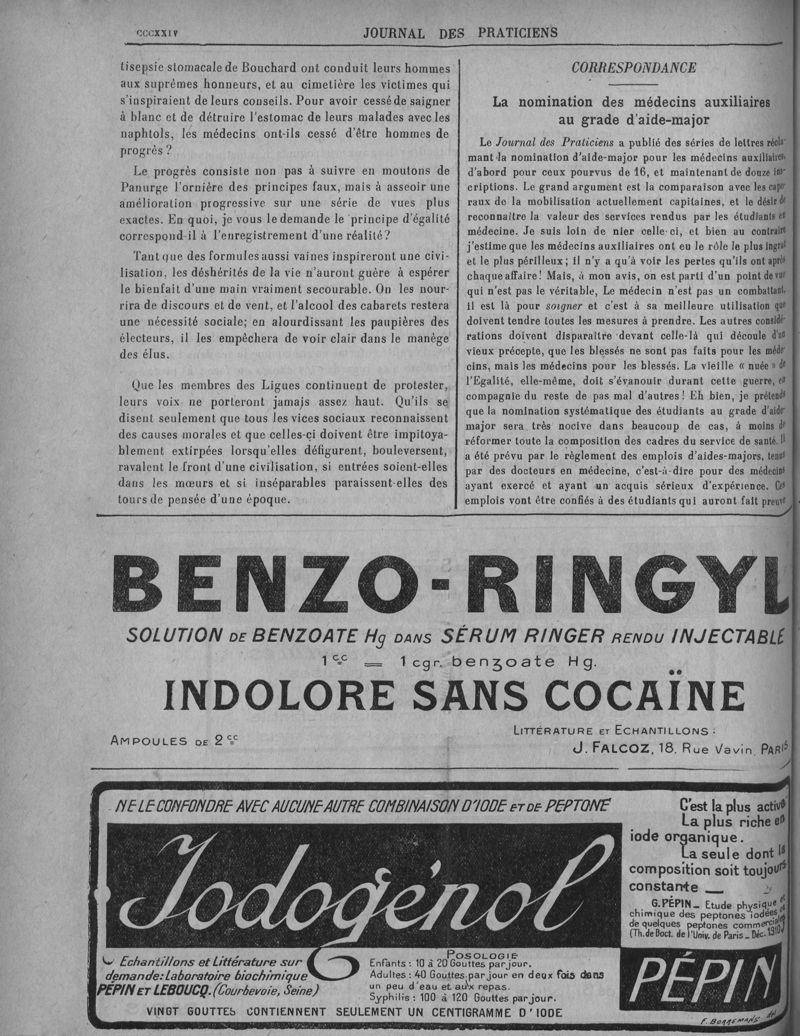 CCCXXIV
JOURNAL DES PRATICIENS
tisepsie stomacale de Bouchard ont conduit leurs hommes
aux suprêmes honneurs, et au cimetière les victimes qui
s'inspiraient de leurs conseils. Pour avoir cessé de saigner
à blanc et de détruire l'estomac de leurs malades avec les
naphtols, les médecins ont-ils cessé d'être hommes de
progrès ?
Le progrès consiste non pas à suivre en moutons de
Panurge l'ornière des principes faux, mais à asseoir une
amélioration progressive sur une série de vues plus
exactes. En quoi, je vous le demande le principe d'égalité
correspond-il à l'enregistrement d'une réalité ?
Tant que des formules aussi vaines inspireront une civi-
lisation, les déshérités de la vie n'auront guère à espérer
le bienfait d'une main vraiment secourable. On les nour-
rira de discours et de vent, et l'alcool des cabarets restera
une nécessité sociale; en alourdissant les paupières des
électeurs, il les empêchera de voir clair dans le manège
des élus.
Que les membres des Ligues continuent de protester,
leurs voix ne porteront jamais assez haut. Qu'ils se
disent seulement que tous les vices sociaux reconnaissent
des causes morales et que celles-ci doivent être impitoya-
blement extirpées lorsqu'elles défigurent, bouleversent,
ravalent le front d'une civilisation, si entrées soient-elles
dans les mœurs et si inséparables paraissent-elles des
tours de pensée d'une époque.
CORRESPONDANCE
La nomination des médecins auxiliaires
au grade d'aide-major
Le Journal des Praticiens a publié des séries de lettres récla-
mant la nomination d'aide-major pour les médecins auxiliaires,
d'abord pour ceux pourvus de 16, et maintenant de douze ins-
criptions. Le grand argument est la comparaison avec les capo-
raux de la mobilisation actuellement capitaines, et le désir de
reconnaitre la valeur des services rendus par les étudiants en
médecine. Je suis loin de nier celle-ci, et bien au contraire
j'estime que les médecins auxiliaires ont eu le rôle le plus ingrat
et le plus périlleux; il n'y a qu'à voir les pertes qu'ils ont après
chaque affaire ! Mais, à mon avis, on est parti d'un point de vue
qui n'est pas le véritable, Le médecin n'est pas un combattant,
il est là pour soigner et c'est à sa meilleure utilisation que
doivent tendre toutes les mesures à prendre. Les autres considé-
rations doivent disparaître devant celle-là qui découle d'un
vieux précepte, que les blessés ne sont pas faits pour les méde-
cins, mais les médecins pour les blessés. La vieille « nuée » de
l'Egalité, elle-même, doit s'évanouir durant cette guerre, en
compagnie du reste de pas mal d'autres ! Eh bien, je prétends
que la nomination systématique des étudiants au grade d'aide-
major sera très nocive dans beaucoup de cas, à moins de
réformer toute la composition des cadres du service de santé. Il
a été prévu par le règlement des emplois d'aides-majors, tenus
par des docteurs en médecine, c'est-à-dire pour des médecins
ayant exercé et ayant un acquis sérieux d'expérience. Ces
emplois vont être confiés à des étudiants qui auront fait preuve
BENZO-RINGYL
SOLUTION DE BENZOATE Hg DANS SÉRUM RINGER RENDU INJECTABLE
1 cc = 1 cgr. benzoate Hg.
INDOLORE SANS COCAÏNE
AMPOULES DE 2 cc
LITTÉRATURE ET ECHANTILLONS :
J. FALCOZ, 18, Rue Vavin, PARIS
NE LE CONFONDRE AVEC AUCUNE AUTRE COMBINAISON D'IODE ET DE PEPTONE
Iodogénol
C'est la plus active
La plus riche en
iode organique.
La seule dont la
composition soit toujours
constante —
G. PÉPIN _ Etude physique et
chimique des peptones iodées et
de quelques peptones commerciales
(Th. de Doct. de l'Univ. de Paris _ Déc. 1910)
Echantillons et Littérature sur
demande: Laboratoire biochimique
PÉPIN ET LEBOUCQ. (Courbevoie, Seine)
POSOLOGIE
Enfants : 10 à 20 Gouttes par jour.
Adultes : 40 Gouttes par jour en deux fois dans
un peu d'eau et aux repas.
Syphilis : 100 à 120 Gouttes par jour.
VINGT GOUTTES CONTIENNENT SEULEMENT UN CENTIGRAMME D'IODE
PÉPIN